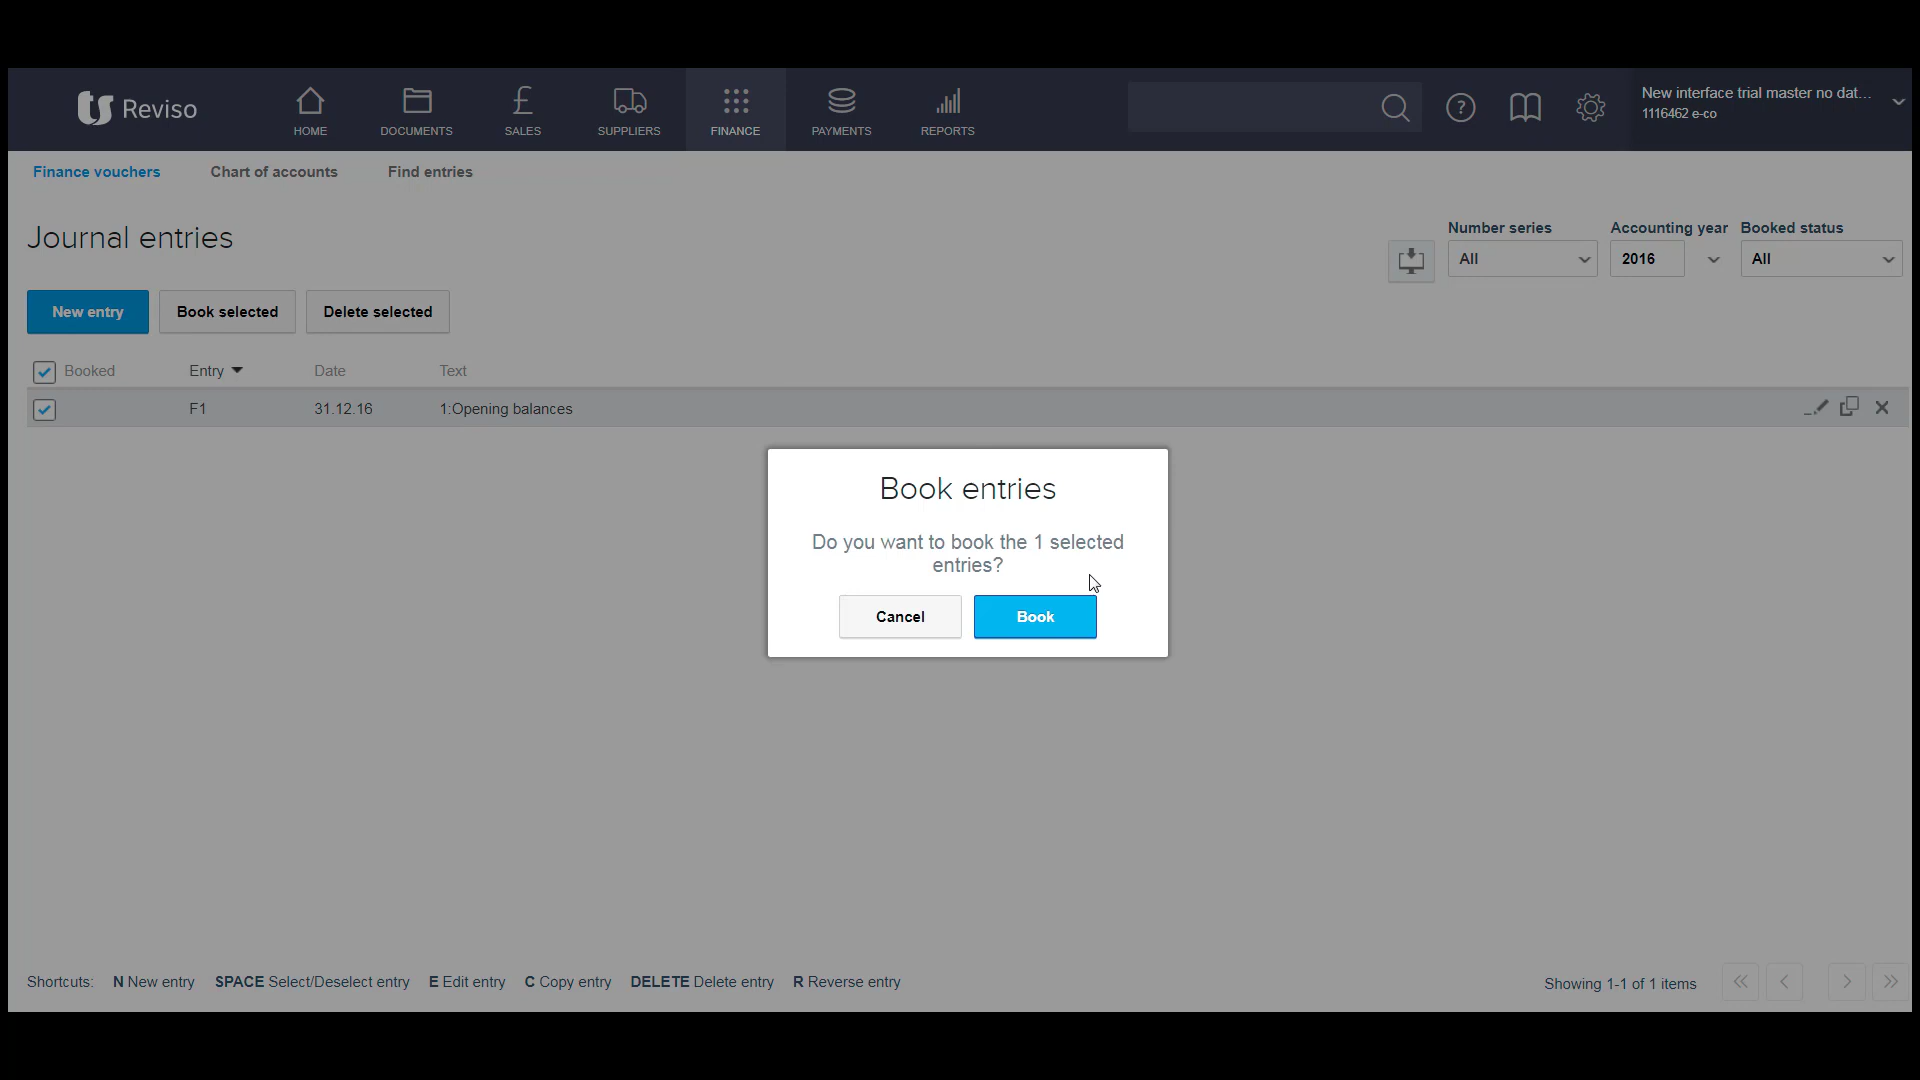 Reviso
HOME
DOCUMENTS
SALES
SUPPLIERS
FINANCE
PAYMENTS
REPORTS
New interface trial master no dat...
1116462 e-co
Finance vouchers
Chart of accounts
Find entries
Journal entries
Number series
Accounting year
Booked status
All
2016
All
New entry
Book selected
Delete selected
Booked
Entry
Date
Text
F1
31.12.16
1:Opening balances
Book entries
Do you want to book the 1 selected
entries?
Cancel
Book
Shortcuts: N New entry SPACE Select/Deselect entry E Edit entry C Copy entry DELETE Delete entry R Reverse entry
Showing 1-1 of 1 items